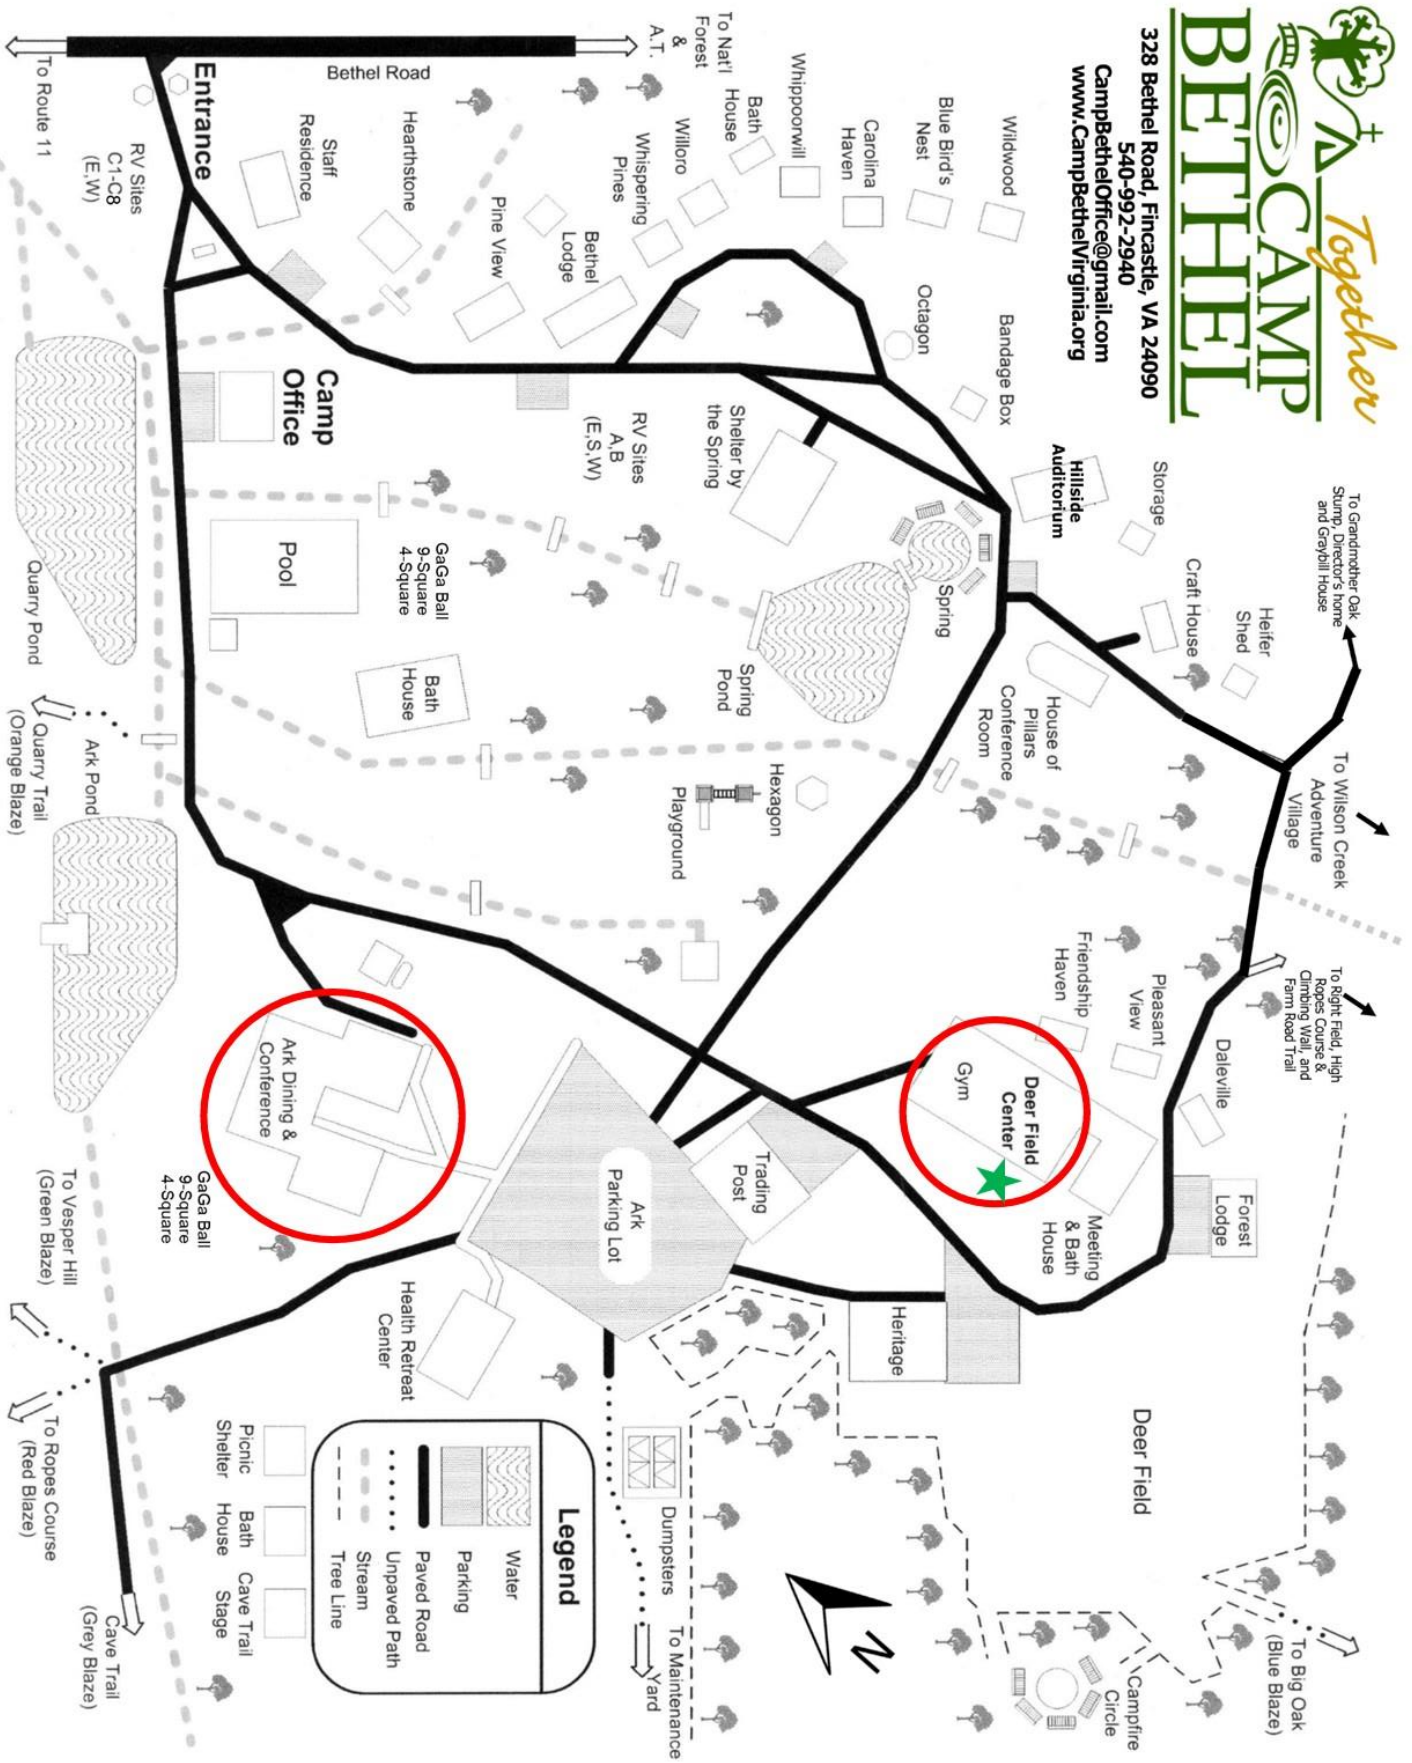 Together
CAMP
BETHEL
328 Bethel Road, Fincastle, VA 24090
540-992-2940
CampBethelOffice@gmail.com
www.CampBethelVirginia.org
To Route 11
Bethel Road
To Nat'l
Forest
&
A.T.
Entrance
RV Sites
C1-C8
(E,W)
Staff
Residence
Hearthstone
Pine View
Bethel
Lodge
Whispering
Pines
Willoro
Bath
House
Whippoorwill
Carolina
Haven
Blue Bird's
Nest
Wildwood
Octagon
Bandage Box
Camp
Office
RV Sites
A,B
(E,S,W)
Shelter by
the Spring
Hillside
Auditorium
Storage
To Grandmother Oak
Stump, Director's home
and Graybill House
Craft House
Heifer
Shed
Quarry Pond
Pool
GaGa Ball
9-Square
4-Square
Spring
Bath
House
Spring
Pond
House of
Pillars
Conference
Room
To Wilson Creek
Adventure
Village
Quarry Trail
(Orange Blaze)
Ark Pond
Playground
Hexagon
Friendship
Haven
Pleasant
View
Daleville
To Right Field, High
Ropes Course &
Climbing Wall, and
Farm Road Trail
Ark Dining &
Conference
Gym
Deer Field
Center
GaGa Ball
9-Square
4-Square
Ark
Parking Lot
Trading
Post
Meeting
& Bath
House
Forest
Lodge
To Vesper Hill
(Green Blaze)
Health Retreat
Center
Heritage
To Ropes Course
(Red Blaze)
Picnic
Shelter
Bath
House
Cave Trail
Stage
Cave Trail
(Grey Blaze)
Legend
Water
Parking
Paved Road
Unpaved Path
Stream
Tree Line
Dumpsters
To Maintenance
Yard
N
Deer Field
Campfire
Circle
To Big Oak
(Blue Blaze)